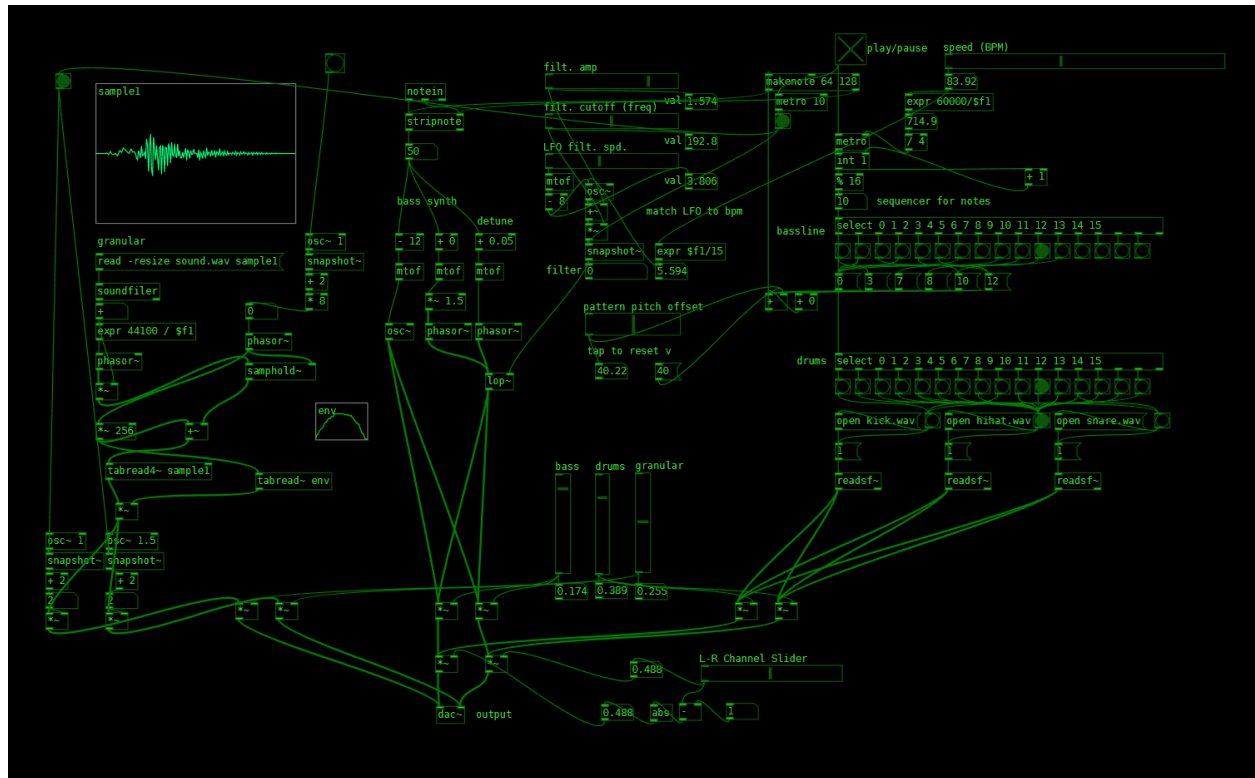 play/pause
speed (BPM)
83.92
sample1
notein
filt. amp
val 1.574
makenote 64 128
metro 10
expr 60000/$f1
714.9
/ 4
stripnote
50
filt. cutoff (freq)
val 192.8
LFO filt. spd.
val 3.806
mtof
- 8
osc~
+~
*~
match LFO to bpm
snapshot~
expr $f1/15
filter
0
5.594
metro
int 1
+ 1
% 16
10
sequencer for notes
bassline
select 0 1 2 3 4 5 6 7 8 9 10 11 12 13 14 15
0
3
7
8
10
12
+
+ 0
bass synth
detune
- 12
+ 0
+ 0.05
mtof
mtof
mtof
*~ 1.5
osc~
phasor~
phasor~
lop~
granular
read -resize sound.wav sample1
soundfiler
+
expr 44100 / $f1
phasor~
*~
*~ 256
osc~ 1
snapshot~
+ 2
* 8
0
phasor~
samphold~
+~
env
tabread4~ sample1
tabread~ env
*~
pattern pitch offset
tap to reset v
40.22
40
drums
select 0 1 2 3 4 5 6 7 8 9 10 11 12 13 14 15
open kick.wav
open hihat.wav
open snare.wav
1
1
1
readsf~
readsf~
readsf~
bass
drums
granular
0.174
0.389
0.255
osc~ 1
osc~ 1.5
snapshot~
snapshot~
+ 2
+ 2
2
2
*~
*~
*~
*~
*~
*~
*~
*~
*~
*~
0.488
L-R Channel Slider
dac~
output
0.488
abs
-
1